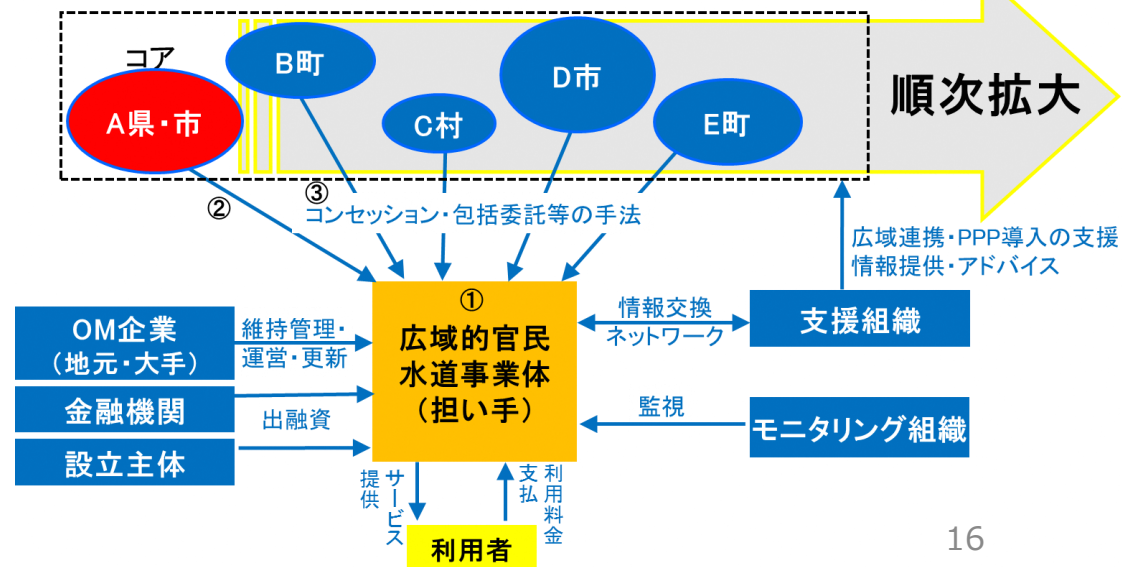 コア
A県・市
B町
C村
D市
E町
順次拡大
②
③
コンセッション・包括委託等の手法
広域連携・PPP導入の支援
情報提供・アドバイス
①
広域的官民
水道事業体
（担い手）
OM企業
（地元・大手）
維持管理・
運営・更新
金融機関
出融資
設立主体
情報交換
ネットワーク
支援組織
監視
モニタリング組織
サービス
提供
利用料金
支払
利用者
16